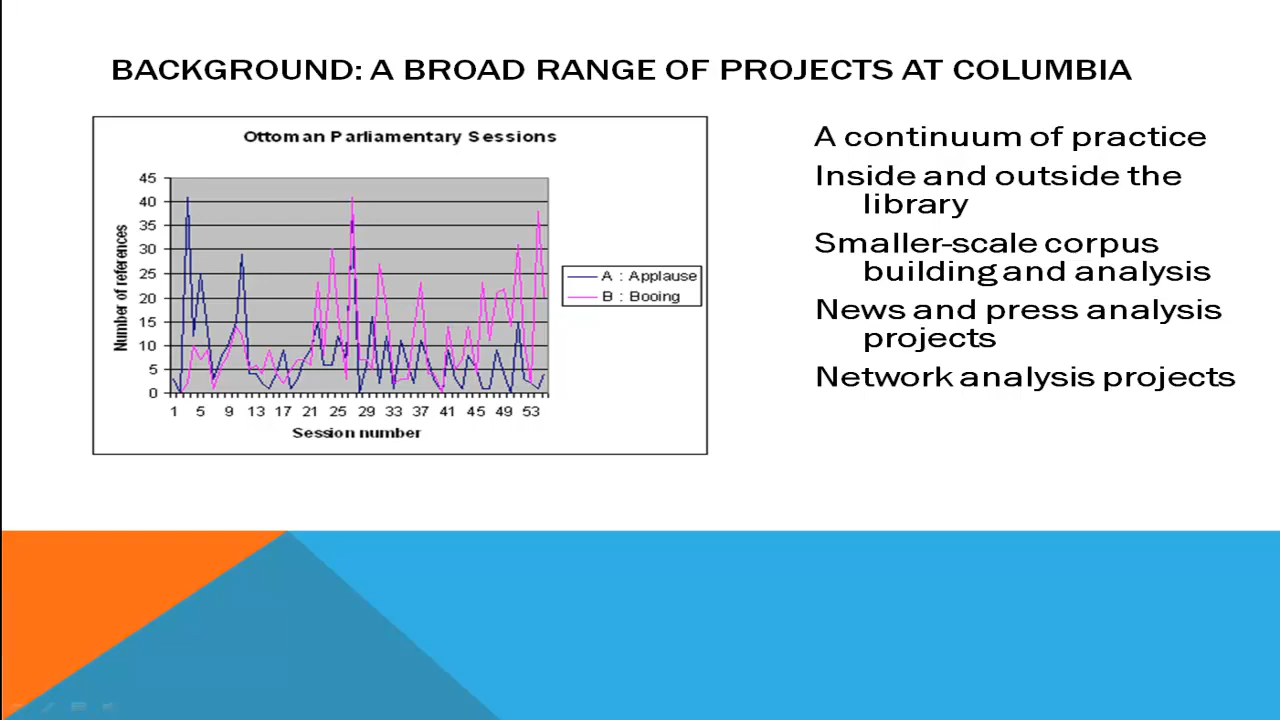 BACKGROUND: A BROAD RANGE OF PROJECTS AT COLUMBIA
Ottoman Parliamentary Sessions
45
40
35
30
25
20
15
10
5
0
Number of references
1 5 9 13 17 21 25 29 33 37 41 45 49 53
Session number
A : Applause
B : Booing
A continuum of practice
Inside and outside the
library
Smaller-scale corpus
building and analysis
News and press analysis
projects
Network analysis projects